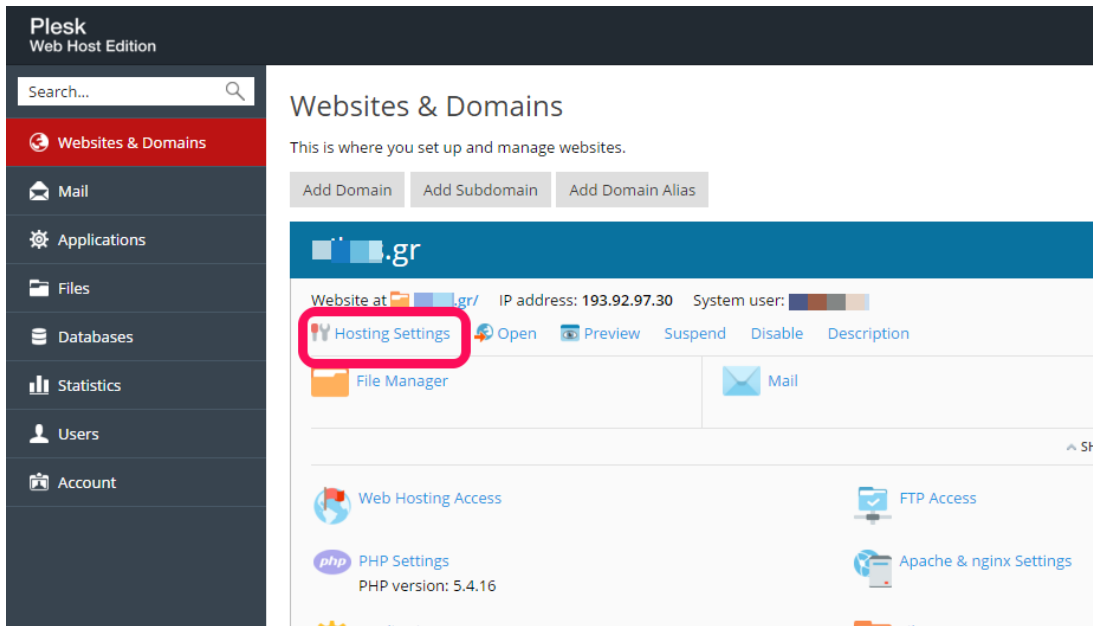 Plesk
Web Host Edition
Search...
Websites & Domains
Mail
Applications
Files
Databases
Statistics
Users
Account
Websites & Domains
This is where you set up and manage websites.
Add Domain Add Subdomain Add Domain Alias
.gr
Website at .gr/ IP address: 193.92.97.30 System user:
Hosting Settings Open Preview Suspend Disable Description
File Manager Mail
Web Hosting Access FTP Access
php PHP Settings Apache & nginx Settings
PHP version: 5.4.16